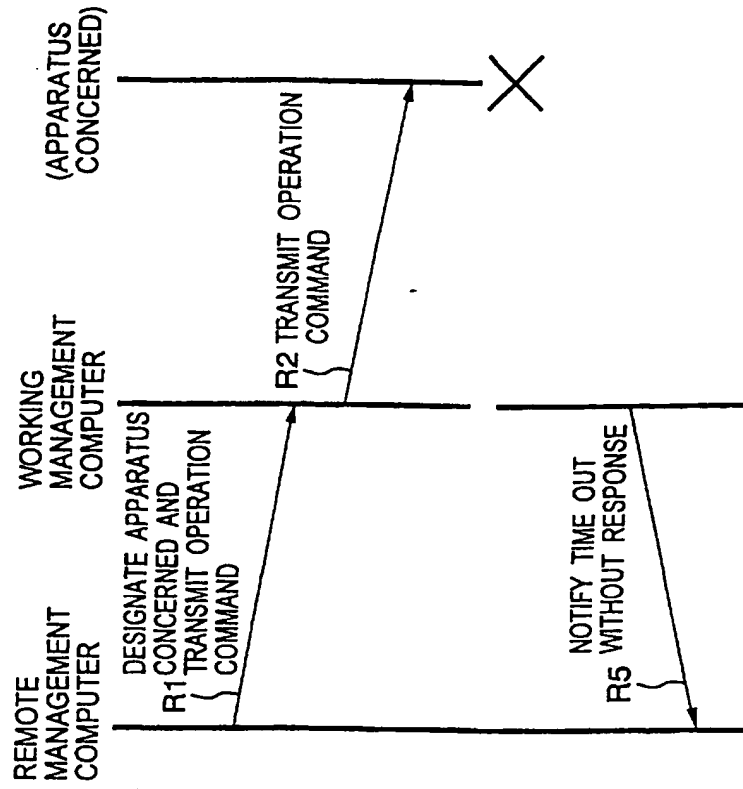 REMOTE
MANAGEMENT
COMPUTER
WORKING
MANAGEMENT
COMPUTER
(APPARATUS
CONCERNED)
DESIGNATE APPARATUS
CONCERNED AND
R1 TRANSMIT OPERATION
COMMAND
R2 TRANSMIT OPERATION
COMMAND
NOTIFY TIME OUT
R5 WITHOUT RESPONSE